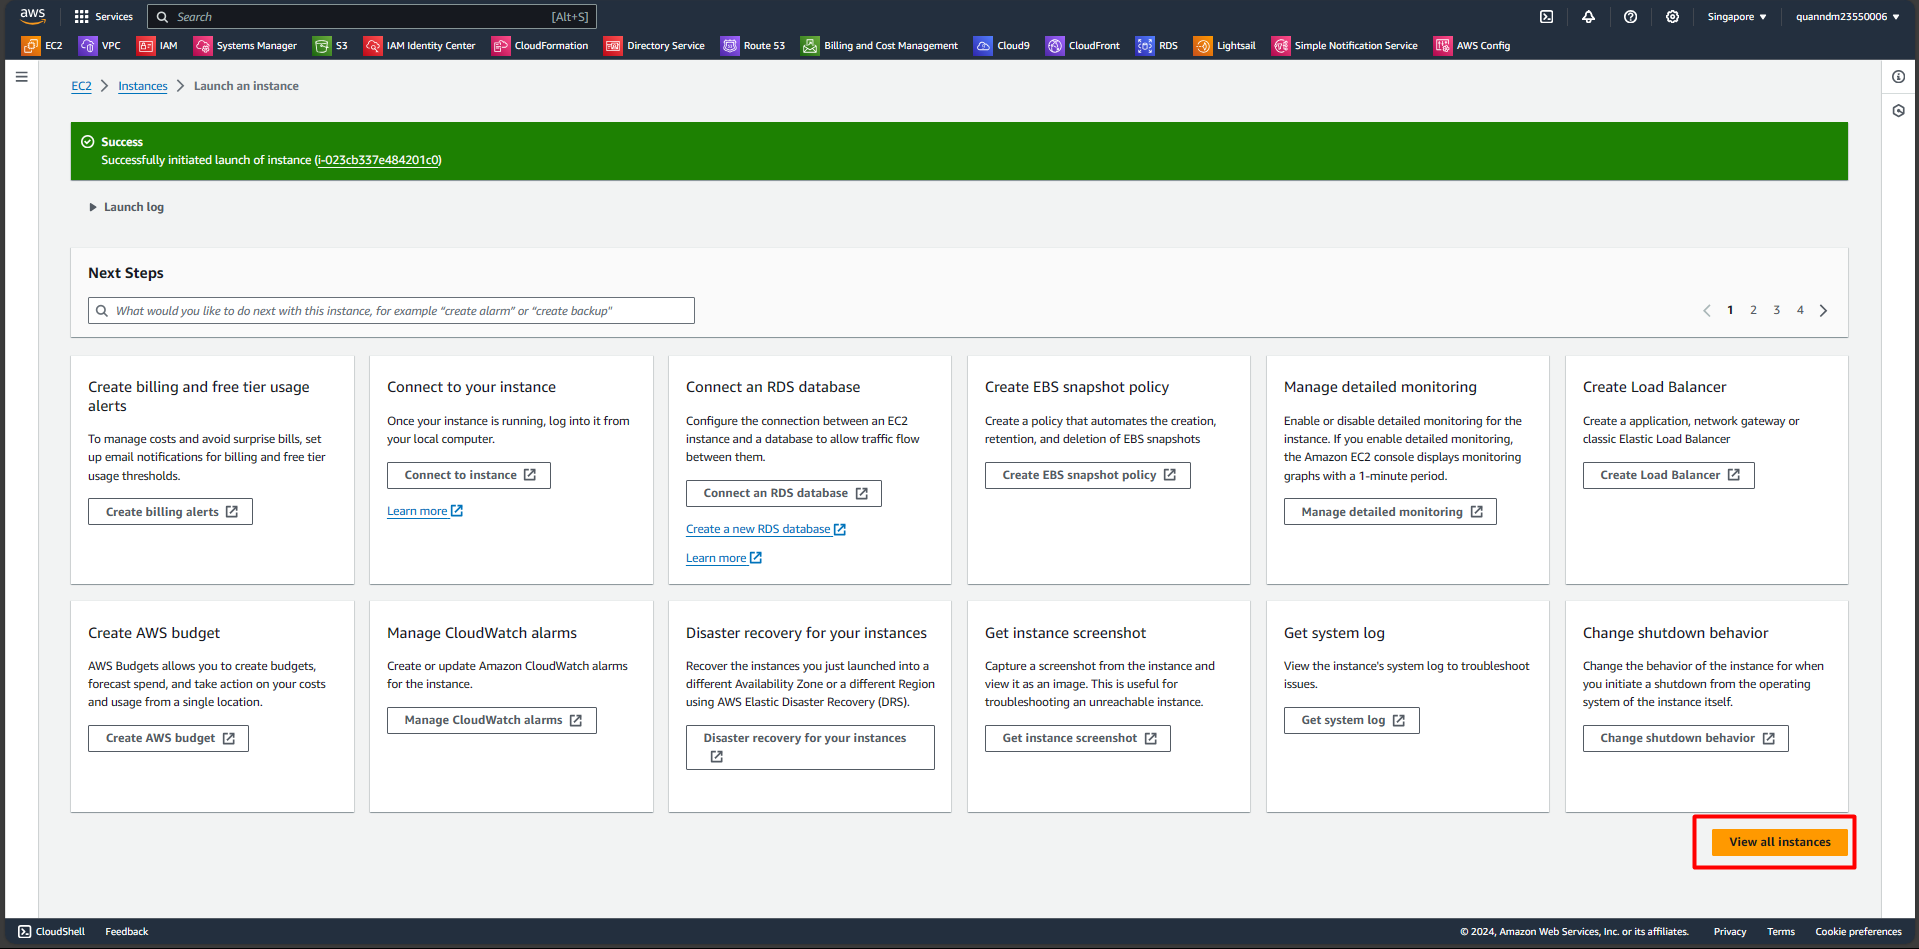 aws
Services
Search
[Alt+S]
Singapore
quanndm23550006
EC2
VPC
IAM
Systems Manager
S3
IAM Identity Center
CloudFormation
Directory Service
Route 53
Billing and Cost Management
Cloud9
CloudFront
RDS
Lightsail
Simple Notification Service
AWS Config
EC2
Instances
Launch an instance
Success
Successfully initiated launch of instance (i-023cb337e484201c0)
Launch log
Next Steps
What would you like to do next with this instance, for example "create alarm" or "create backup"
1 2 3 4
Create billing and free tier usage
alerts
To manage costs and avoid surprise bills, set
up email notifications for billing and free tier
usage thresholds.
Create billing alerts
Connect to your instance
Once your instance is running, log into it from
your local computer.
Connect to instance
Learn more
Connect an RDS database
Configure the connection between an EC2
instance and a database to allow traffic flow
between them.
Connect an RDS database
Create a new RDS database
Learn more
Create EBS snapshot policy
Create a policy that automates the creation,
retention, and deletion of EBS snapshots
Create EBS snapshot policy
Manage detailed monitoring
Enable or disable detailed monitoring for the
instance. If you enable detailed monitoring,
the Amazon EC2 console displays monitoring
graphs with a 1-minute period.
Manage detailed monitoring
Create Load Balancer
Create a application, network gateway or
classic Elastic Load Balancer
Create Load Balancer
Create AWS budget
AWS Budgets allows you to create budgets,
forecast spend, and take action on your costs
and usage from a single location.
Create AWS budget
Manage CloudWatch alarms
Create or update Amazon CloudWatch alarms
for the instance.
Manage CloudWatch alarms
Disaster recovery for your instances
Recover the instances you just launched into a
different Availability Zone or a different Region
using AWS Elastic Disaster Recovery (DRS).
Disaster recovery for your instances
Get instance screenshot
Capture a screenshot from the instance and
view it as an image. This is useful for
troubleshooting an unreachable instance.
Get instance screenshot
Get system log
View the instance's system log to troubleshoot
issues.
Get system log
Change shutdown behavior
Change the behavior of the instance for when
you initiate a shutdown from the operating
system of the instance itself.
Change shutdown behavior
View all instances
CloudShell
Feedback
© 2024, Amazon Web Services, Inc. or its affiliates.
Privacy
Terms
Cookie preferences